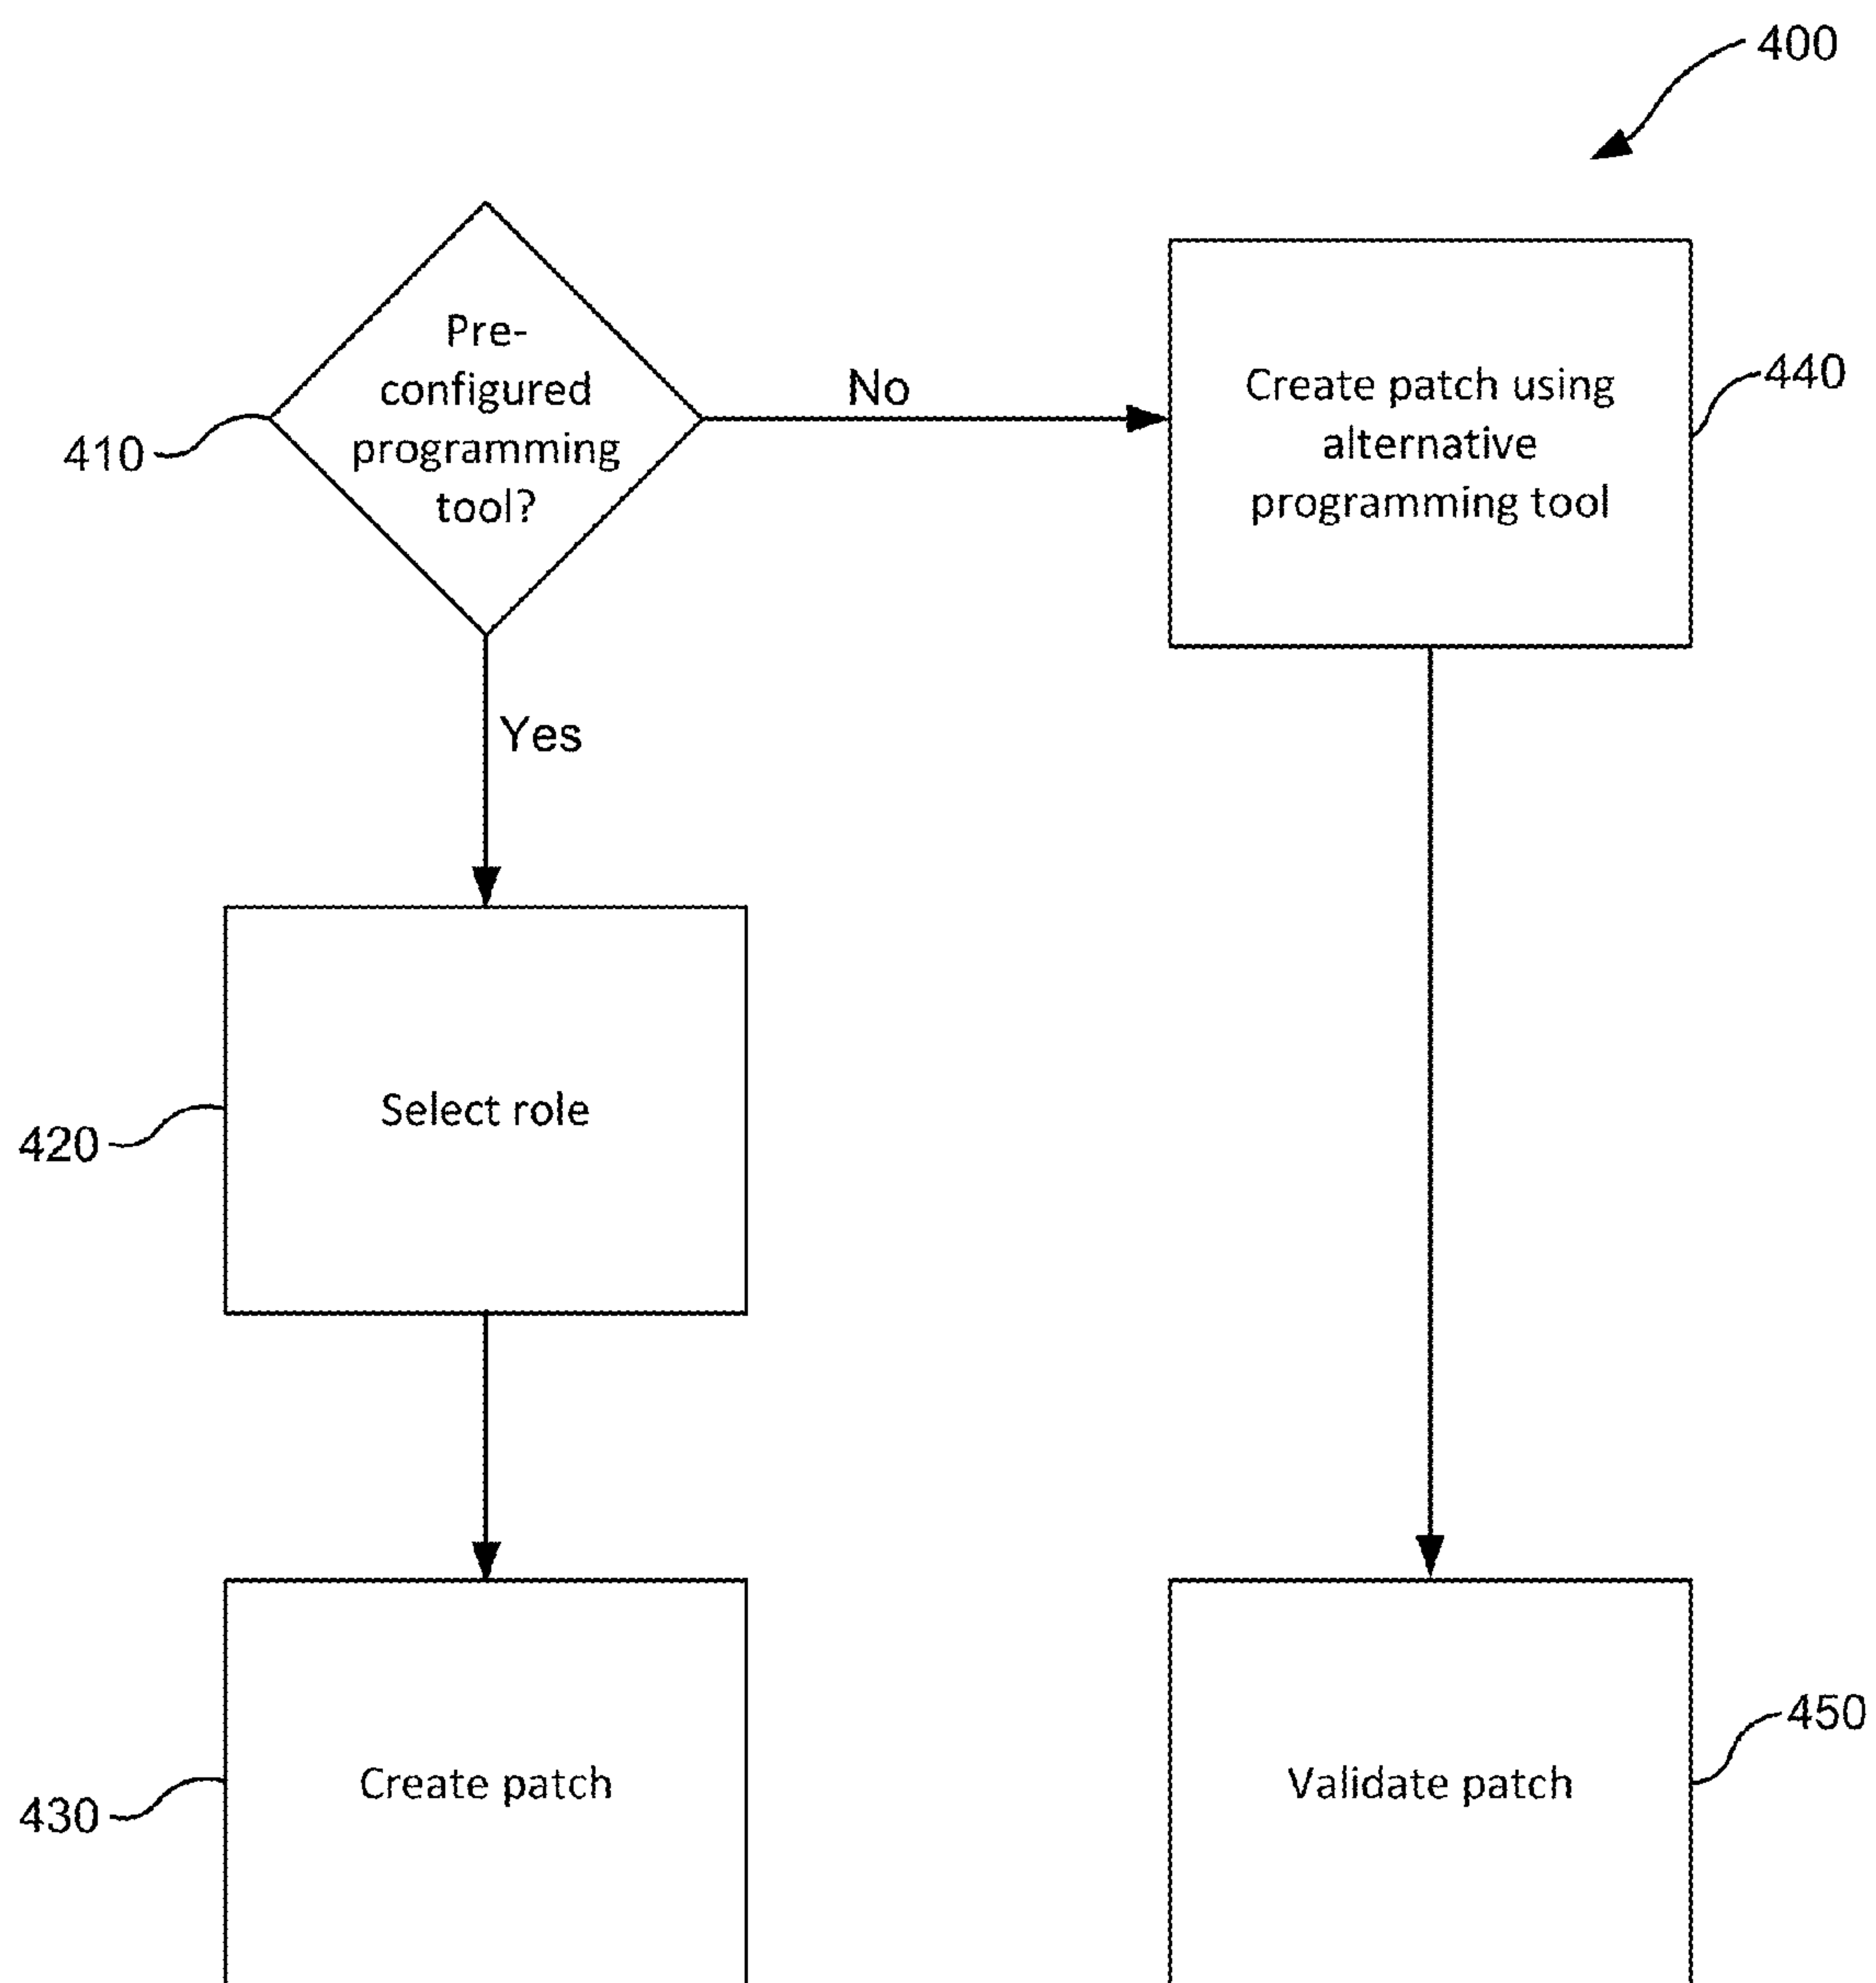 400
Pre-
configured
programming
tool?
410
No
Create patch using
alternative
programming tool
440
Yes
Select role
420
Create patch
430
Validate patch
450